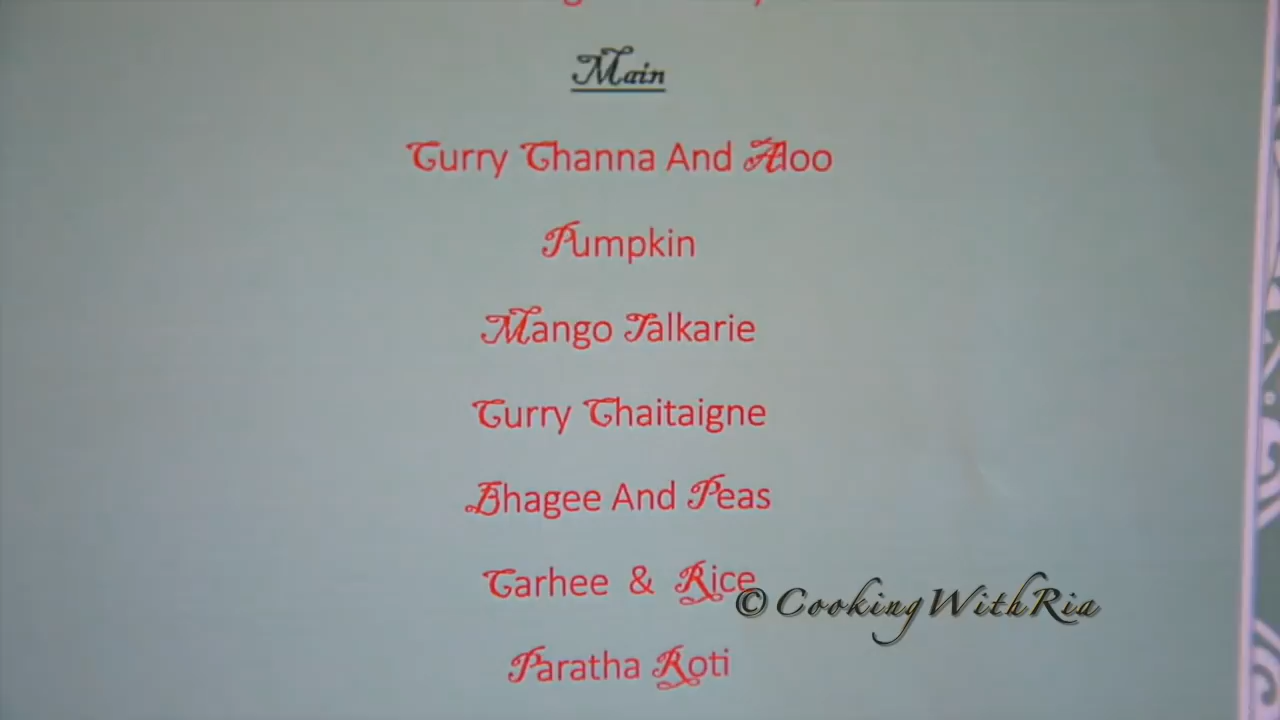 Main
Curry Channa And Aloo
Pumpkin
Mango Talkarie
Curry Chaitaigne
Bhagee And Peas
Carhee & Rice
©CookingWithRia
Paratha Roti